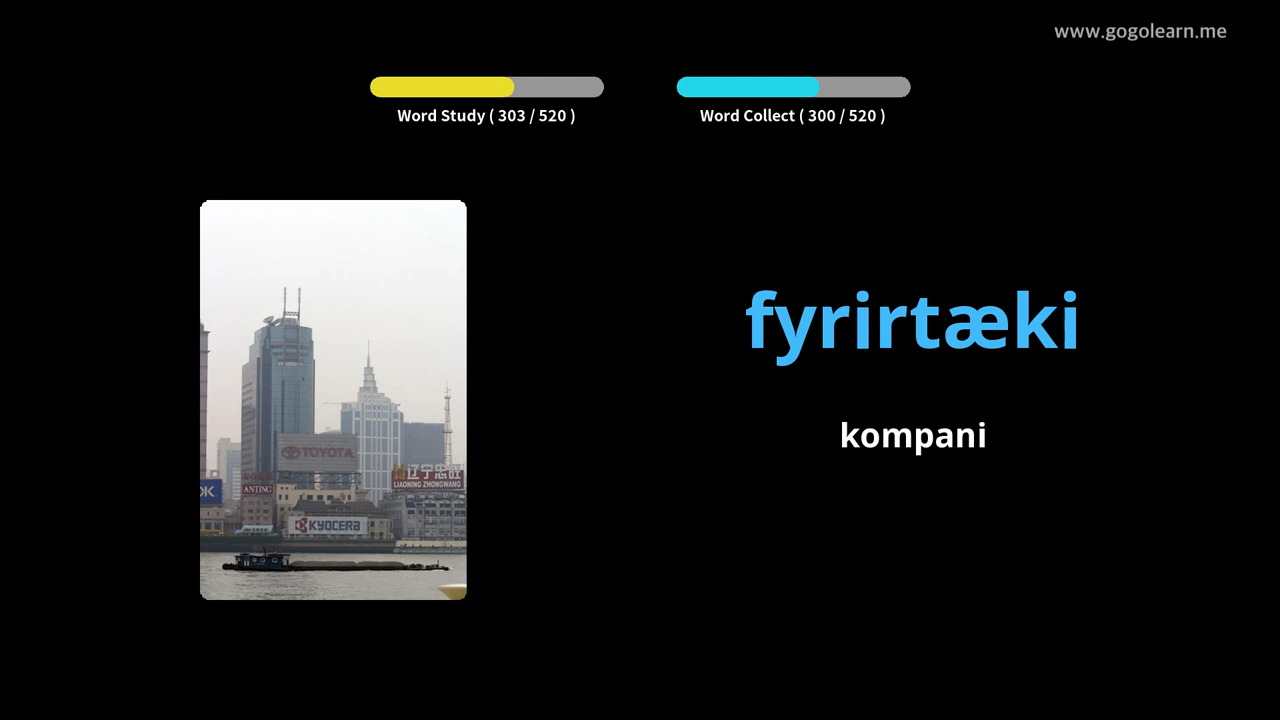 www.gogolearn.me
Word Study ( 303 / 520 )
Word Collect ( 300 / 520 )
fyrirtæki
kompani
TOYOTA
辽宁忠旺
LIAONING ZHONGWANG
OK
ANTING
KYOCERA